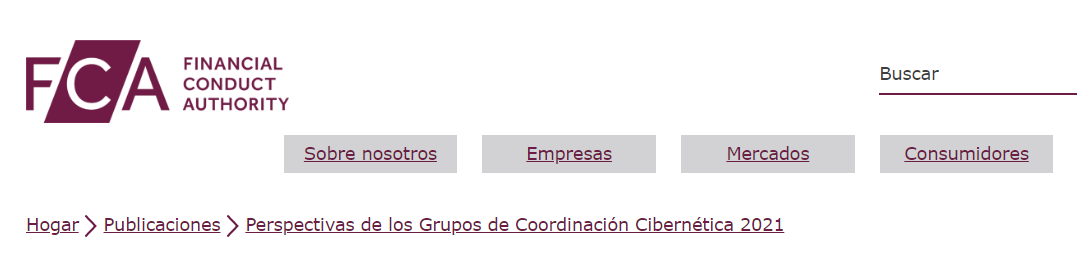 FCA FINANCIAL
CONDUCT
AUTHORITY
Buscar
Sobre nosotros Empresas Mercados Consumidores
Hogar Publicaciones Perspectivas de los Grupos de Coordinación Cibernética 2021